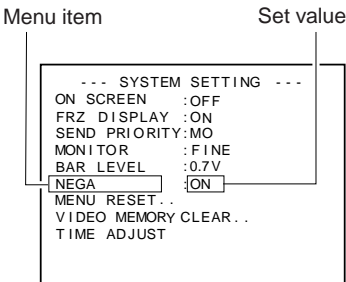 Menu item Set value
--- SYSTEM SETTING ---
ON SCREEN :OFF
FRZ DISPLAY :ON
SEND PRIORITY:MO
MONITOR :FINE
BAR LEVEL :0.7V
NEGA :ON
MENU RESET..
VIDEO MEMORY CLEAR..
TIME ADJUST